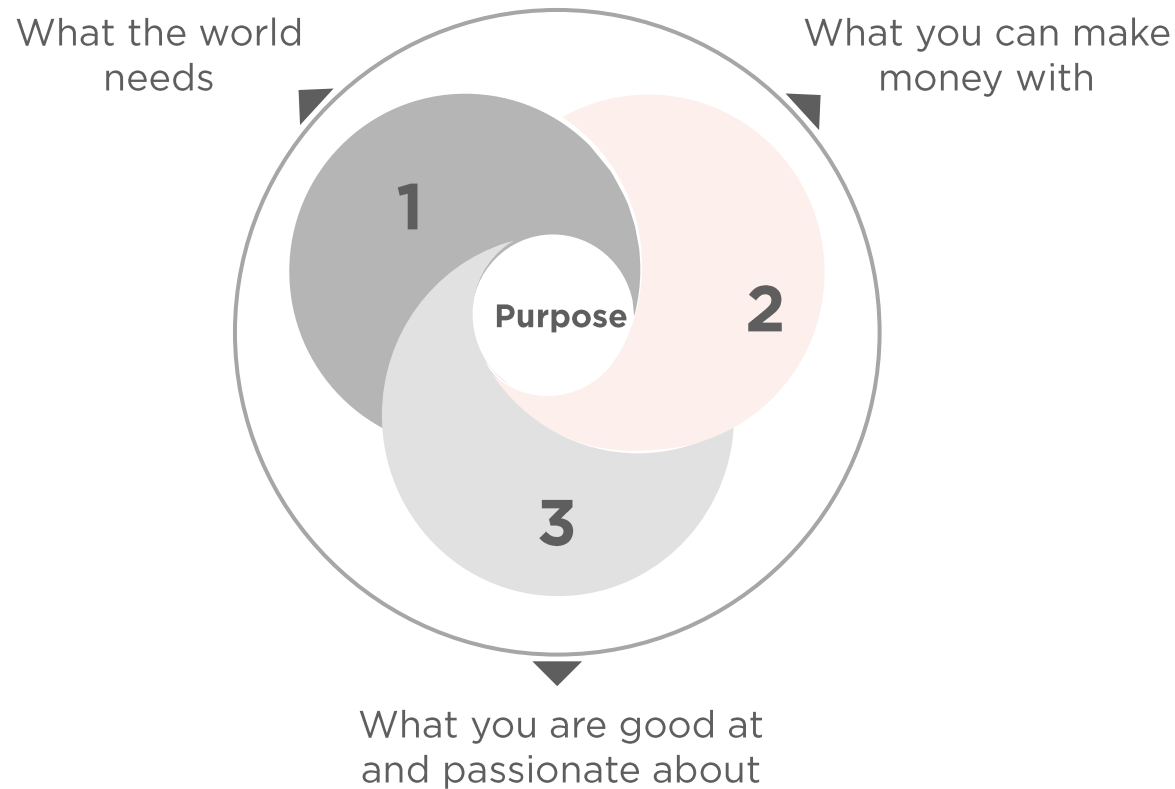 What the world
needs
What you can make
money with
1
2
Purpose
3
What you are good at
and passionate about